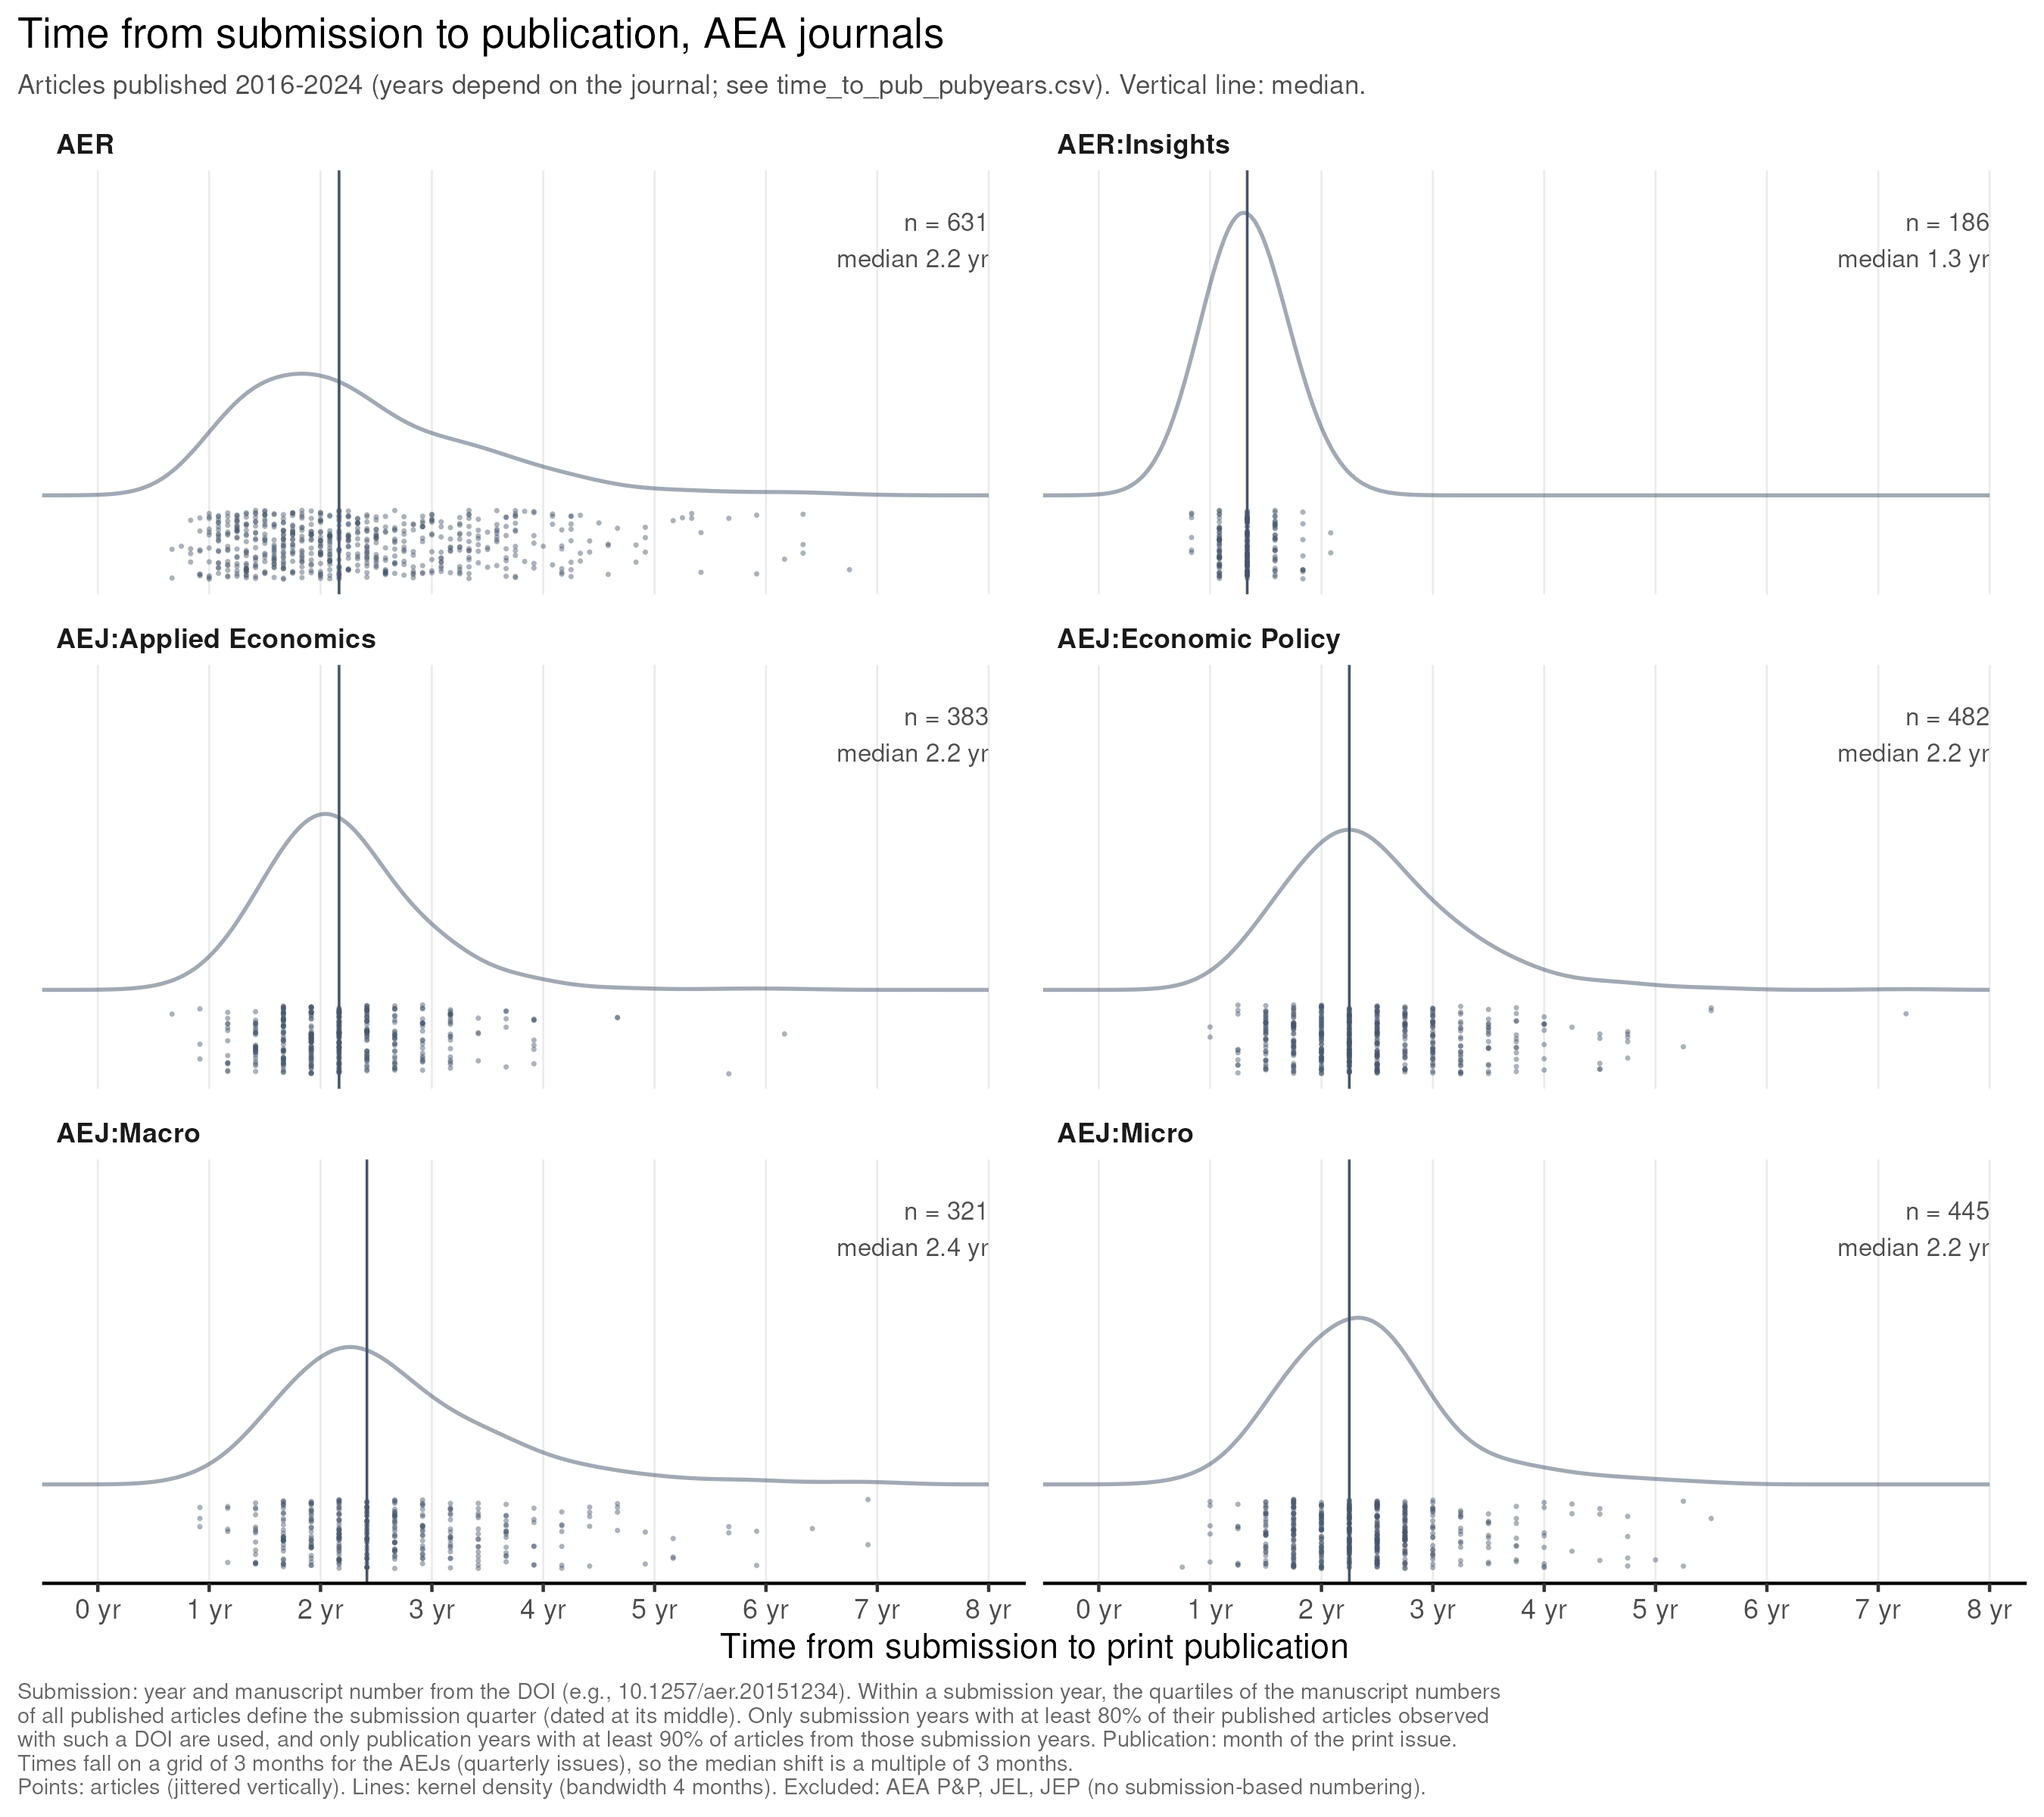 Time from submission to publication, AEA journals
Articles published 2016-2024 (years depend on the journal; see time_to_pub_pubyears.csv). Vertical line: median.
AER
n = 631
median 2.2 yr
AER:Insights
n = 186
median 1.3 yr
AEJ:Applied Economics
n = 383
median 2.2 yr
AEJ:Economic Policy
n = 482
median 2.2 yr
AEJ:Macro
n = 321
median 2.4 yr
AEJ:Micro
n = 445
median 2.2 yr
0 yr 1 yr 2 yr 3 yr 4 yr 5 yr 6 yr 7 yr 8 yr
0 yr 1 yr 2 yr 3 yr 4 yr 5 yr 6 yr 7 yr 8 yr
Time from submission to print publication
Submission: year and manuscript number from the DOI (e.g., 10.1257/aer.20151234). Within a submission year, the quartiles of the manuscript numbers
of all published articles define the submission quarter (dated at its middle). Only submission years with at least 80% of their published articles observed
with such a DOI are used, and only publication years with at least 90% of articles from those submission years. Publication: month of the print issue.
Times fall on a grid of 3 months for the AEJs (quarterly issues), so the median shift is a multiple of 3 months.
Points: articles (jittered vertically). Lines: kernel density (bandwidth 4 months). Excluded: AEA P&P, JEL, JEP (no submission-based numbering).